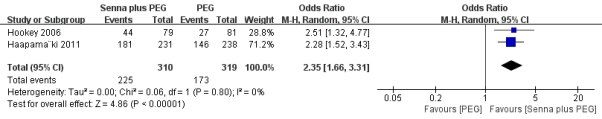 Senna plus PEG PEG Odds Ratio Odds Ratio
Study or Subgroup Events Total Events Total Weight M-H, Random, 95% CI M-H, Random, 95% CI
Hookey 2006 44 79 27 81 28.8% 2.51 [1.32, 4.77]
Haapama¨ki 2011 181 231 146 238 71.2% 2.28 [1.52, 3.43]
Total (95% CI) 310 319 100.0% 2.35 [1.66, 3.31]
Total events 225 173
Heterogeneity: Tau² = 0.00; Chi² = 0.06, df = 1 (P = 0.80); I² = 0%
Test for overall effect: Z = 4.86 (P < 0.00001)
0.05 0.2 1 5 20
Favours [PEG] Favours [Senna plus PEG]